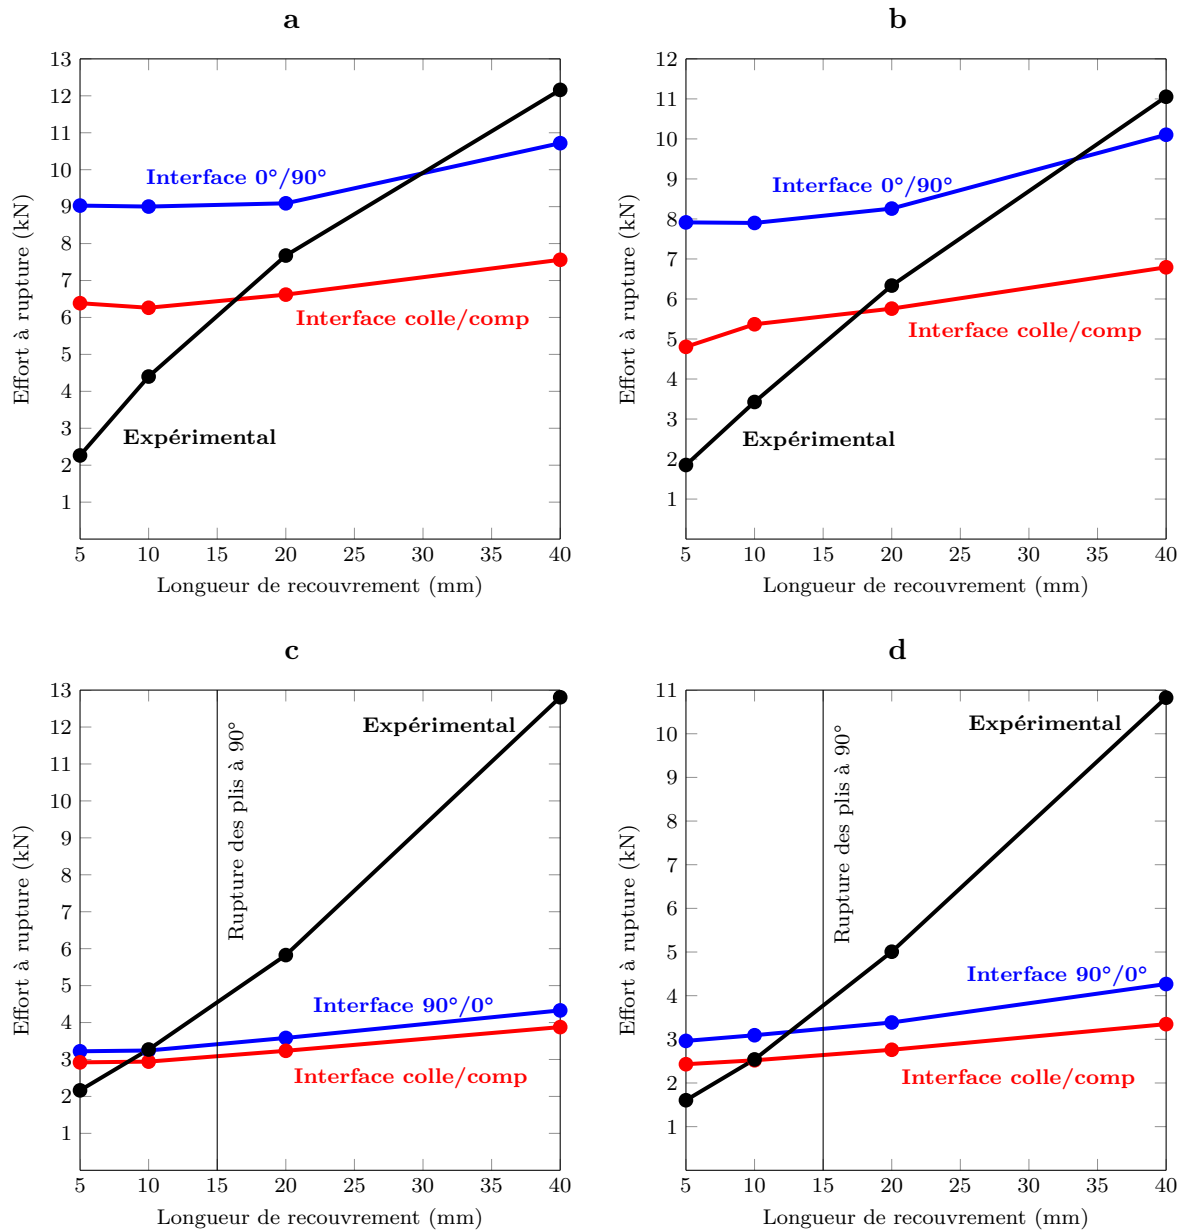 a
13
12
11
10
9
8
7
6
5
4
3
2
1
Effort à rupture (kN)
Interface 0°/90°
Interface colle/comp
Expérimental
5 10 15 20 25 30 35 40
Longueur de recouvrement (mm)
b
12
11
10
9
8
7
6
5
4
3
2
1
Effort à rupture (kN)
Interface 0°/90°
Interface colle/comp
Expérimental
5 10 15 20 25 30 35 40
Longueur de recouvrement (mm)
c
13
12
11
10
9
8
7
6
5
4
3
2
1
Effort à rupture (kN)
Expérimental
Rupture des plis à 90°
Interface 90°/0°
Interface colle/comp
5 10 15 20 25 30 35 40
Longueur de recouvrement (mm)
d
11
10
9
8
7
6
5
4
3
2
1
Effort à rupture (kN)
Expérimental
Rupture des plis à 90°
Interface 90°/0°
Interface colle/comp
5 10 15 20 25 30 35 40
Longueur de recouvrement (mm)